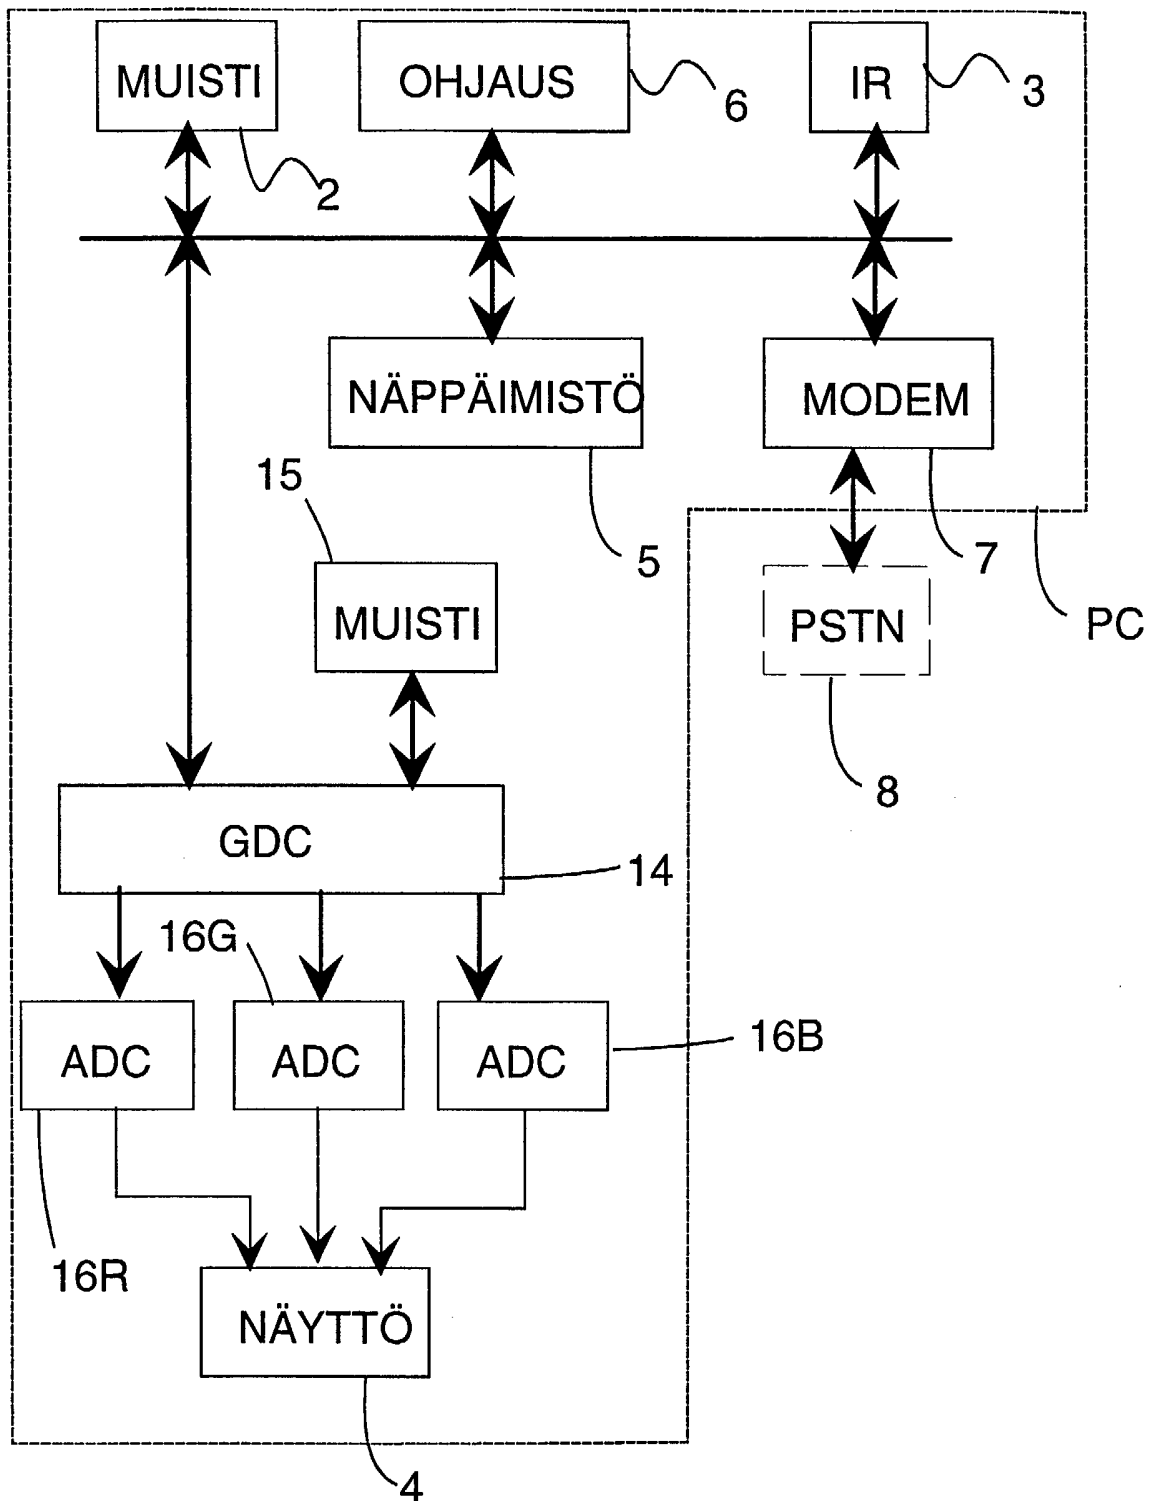 MUISTI
OHJAUS
IR
6
3
2
NÄPPÄIMISTÖ
MODEM
15
5
7
MUISTI
PSTN
PC
8
GDC
14
16G
ADC
ADC
ADC
16B
16R
NÄYTTÖ
4